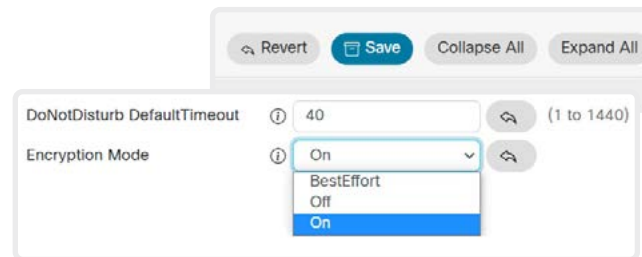 Revert Save Collapse All Expand All
DoNotDisturb DefaultTimeout 40 (1 to 1440)
Encryption Mode On
BestEffort
Off
On